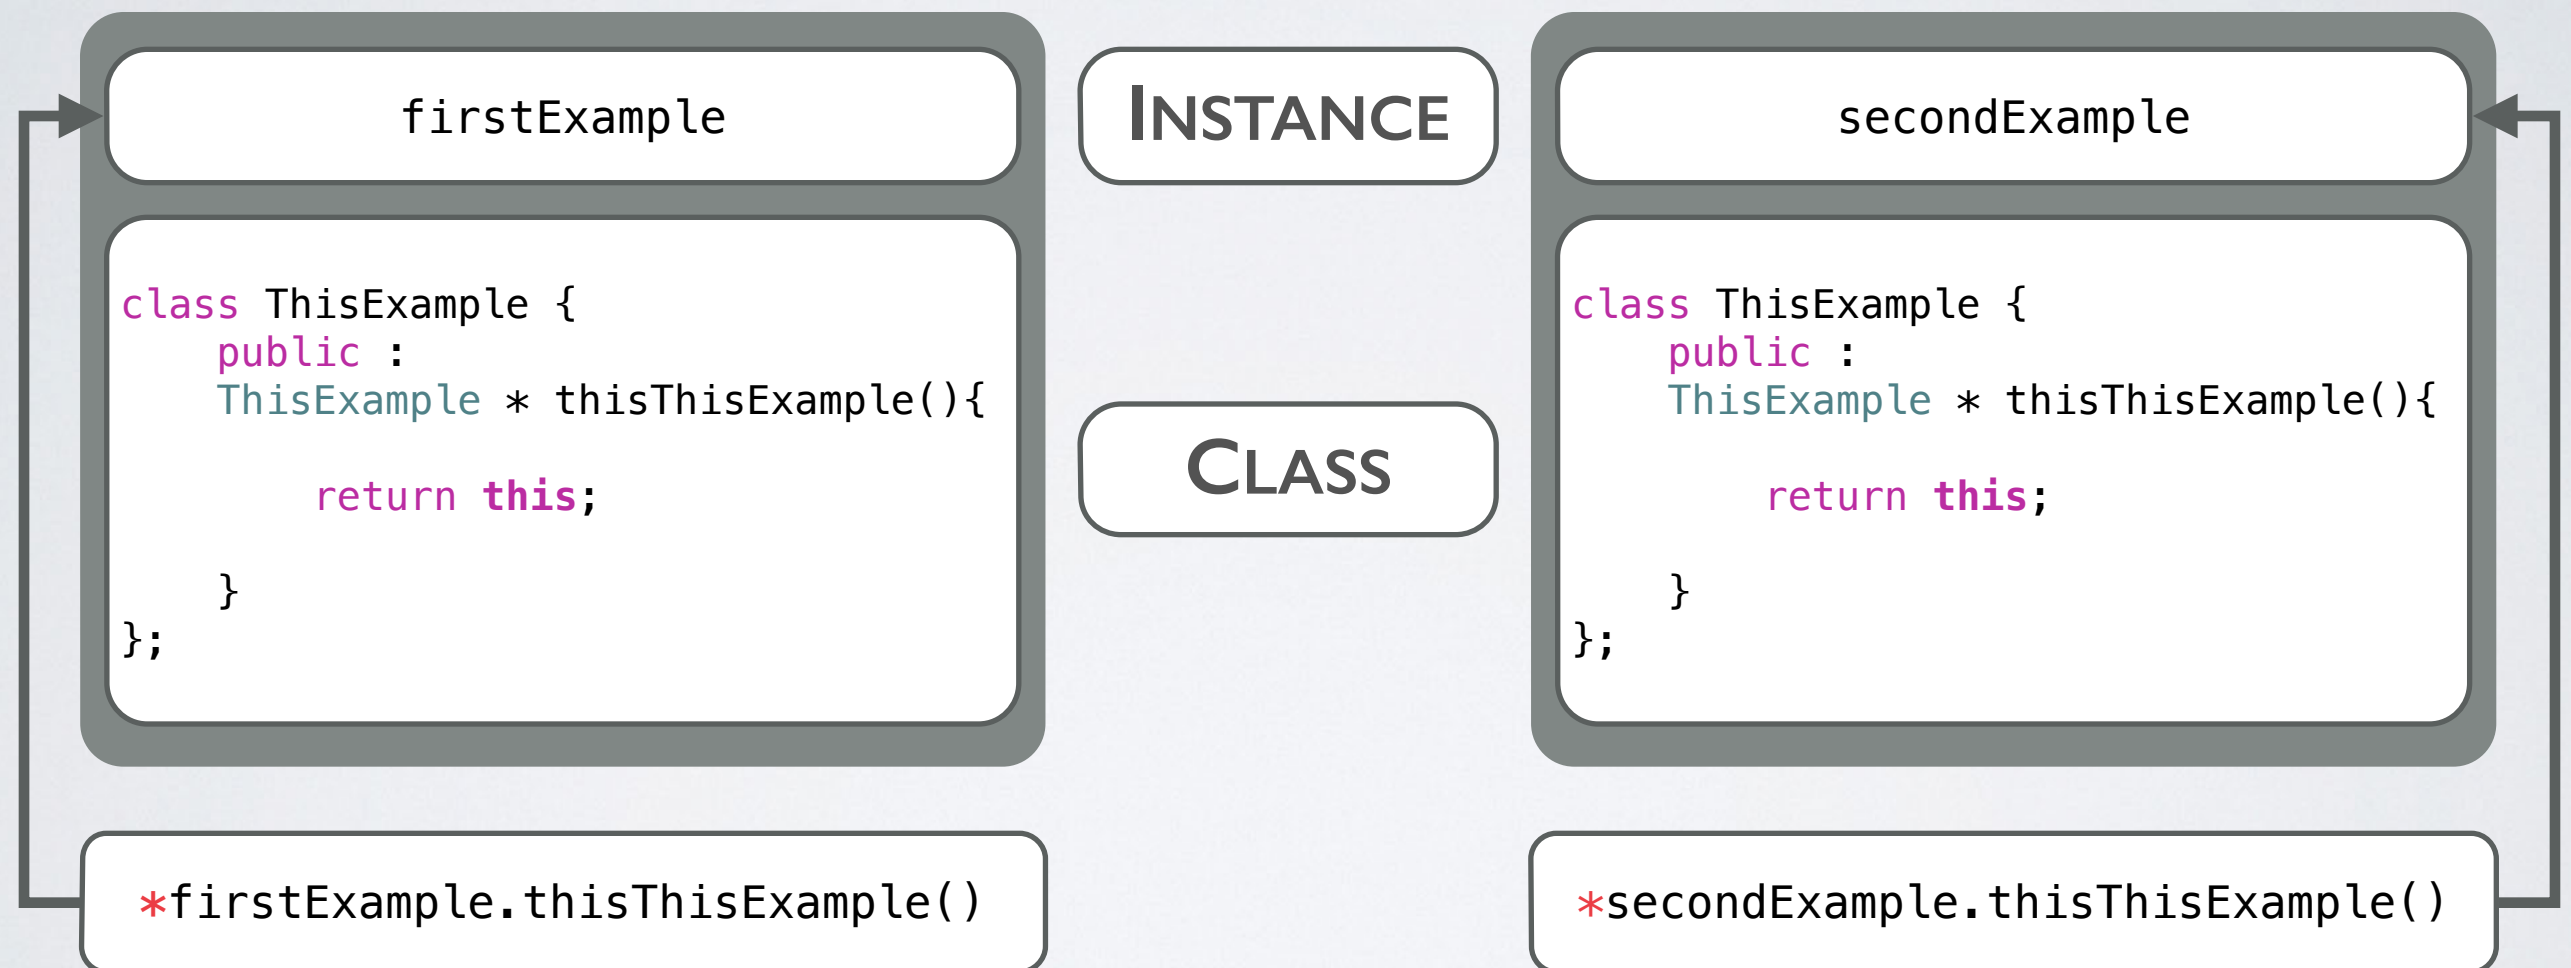 firstExample
INSTANCE
secondExample
class ThisExample {
    public :
    ThisExample * thisThisExample(){
        return this;
    }
};
CLASS
class ThisExample {
    public :
    ThisExample * thisThisExample(){
        return this;
    }
};
*firstExample.thisThisExample()
*secondExample.thisThisExample()